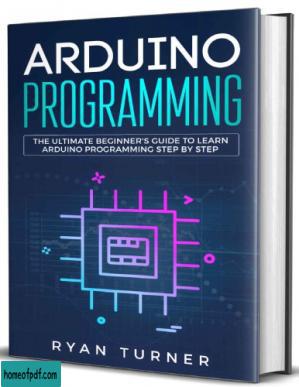 ARDUINO
PROGRAMMING
THE ULTIMATE BEGINNER'S GUIDE TO LEARN
ARDUINO PROGRAMMING STEP BY STEP
RYAN TURNER
homeofpdf.com